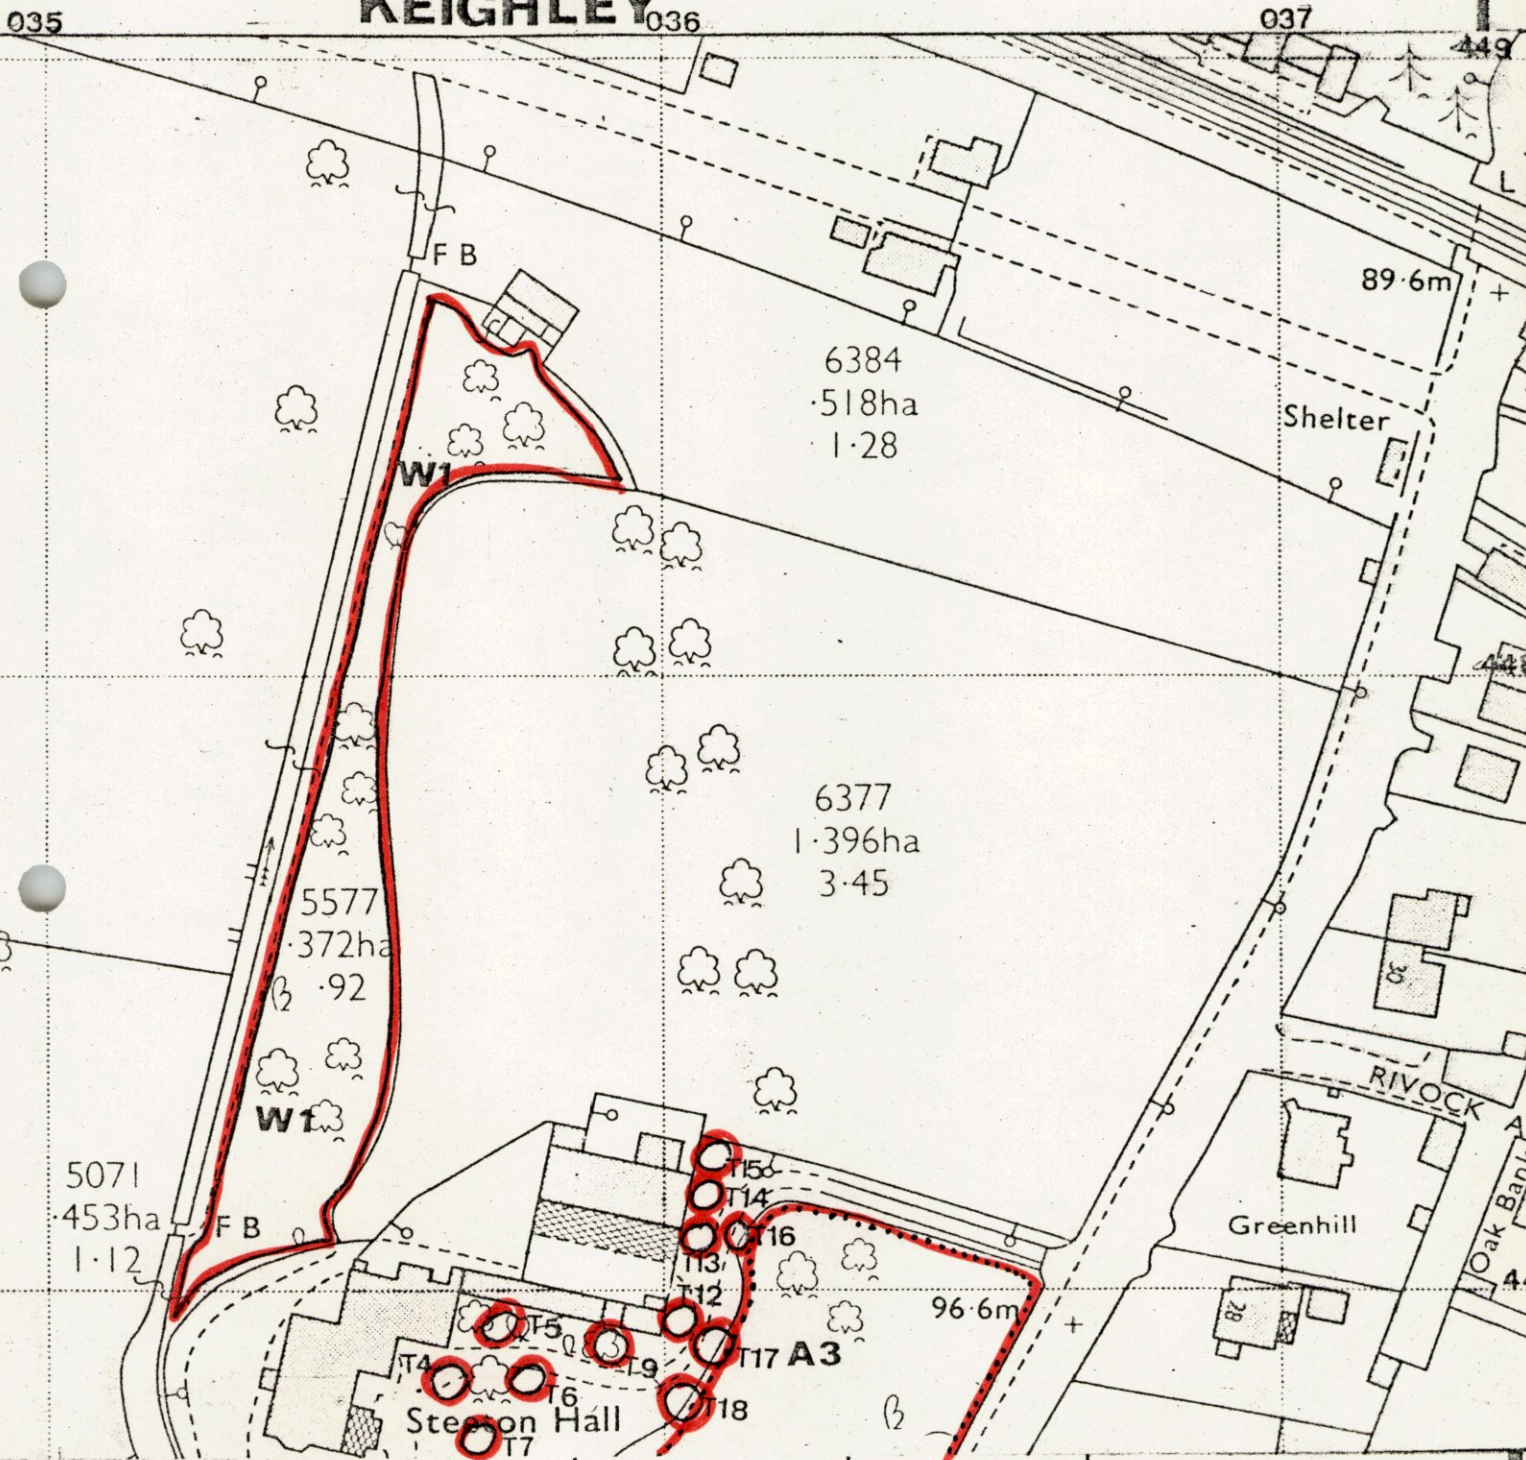 KEIGHLEY
035
036
037
449
L
F B
89·6m
6384
·518ha
1·28
Shelter
W1
6377
1·396ha
3·45
5577
·372ha
·92
RIVOCK
A
W1
5071
·453ha
1·12
F B
Greenhill
Oak Bank
T15
T14
T16
T13
T12
96·6m
T5
T17
A3
T9
T4
T6
T18
Steeton Hall
T7